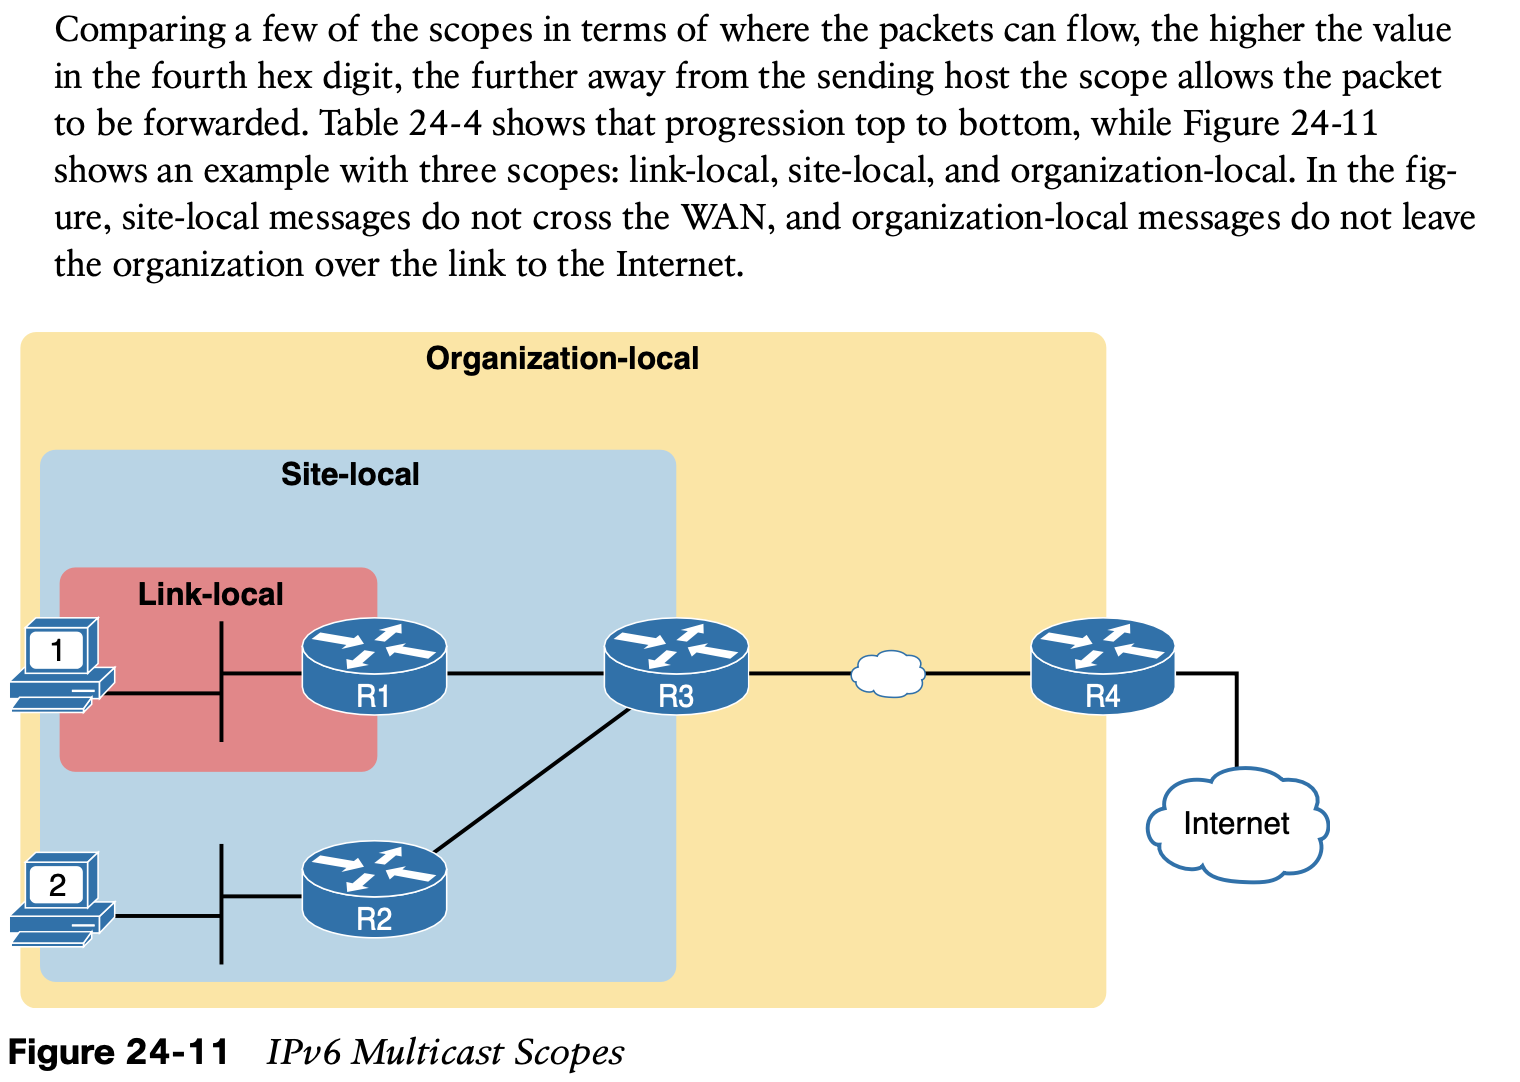 Comparing a few of the scopes in terms of where the packets can flow, the higher the value
in the fourth hex digit, the further away from the sending host the scope allows the packet
to be forwarded. Table 24-4 shows that progression top to bottom, while Figure 24-11
shows an example with three scopes: link-local, site-local, and organization-local. In the fig-
ure, site-local messages do not cross the WAN, and organization-local messages do not leave
the organization over the link to the Internet.
Organization-local
Site-local
Link-local
1
R1
R3
R4
Internet
2
R2
Figure 24-11 IPv6 Multicast Scopes